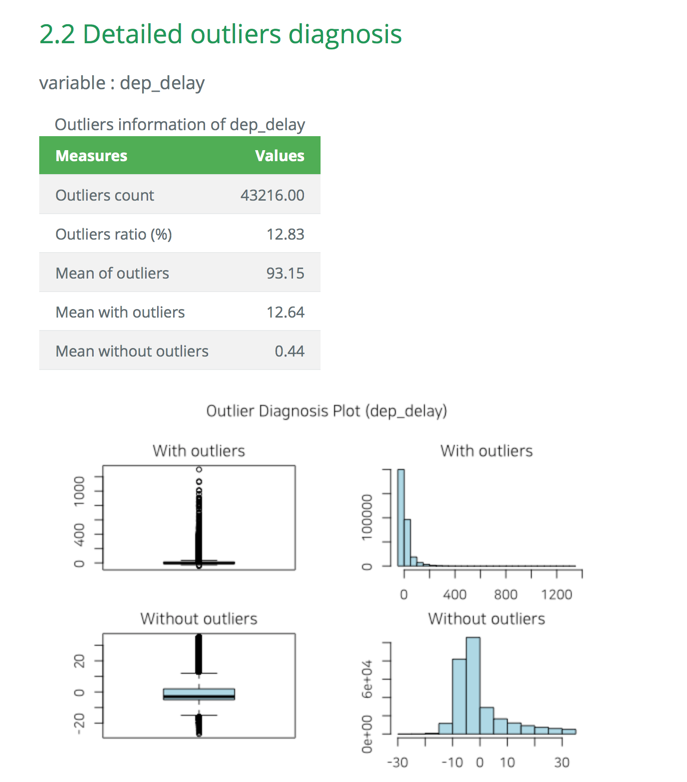 2.2 Detailed outliers diagnosis
variable : dep_delay
Outliers information of dep_delay
Measures Values
Outliers count 43216.00
Outliers ratio (%) 12.83
Mean of outliers 93.15
Mean with outliers 12.64
Mean without outliers 0.44
Outlier Diagnosis Plot (dep_delay)
With outliers
0 400 1000
With outliers
0 100000
0 400 800 1200
Without outliers
-20 0 20
Without outliers
0e+00 6e+04
-30 -10 0 10 30